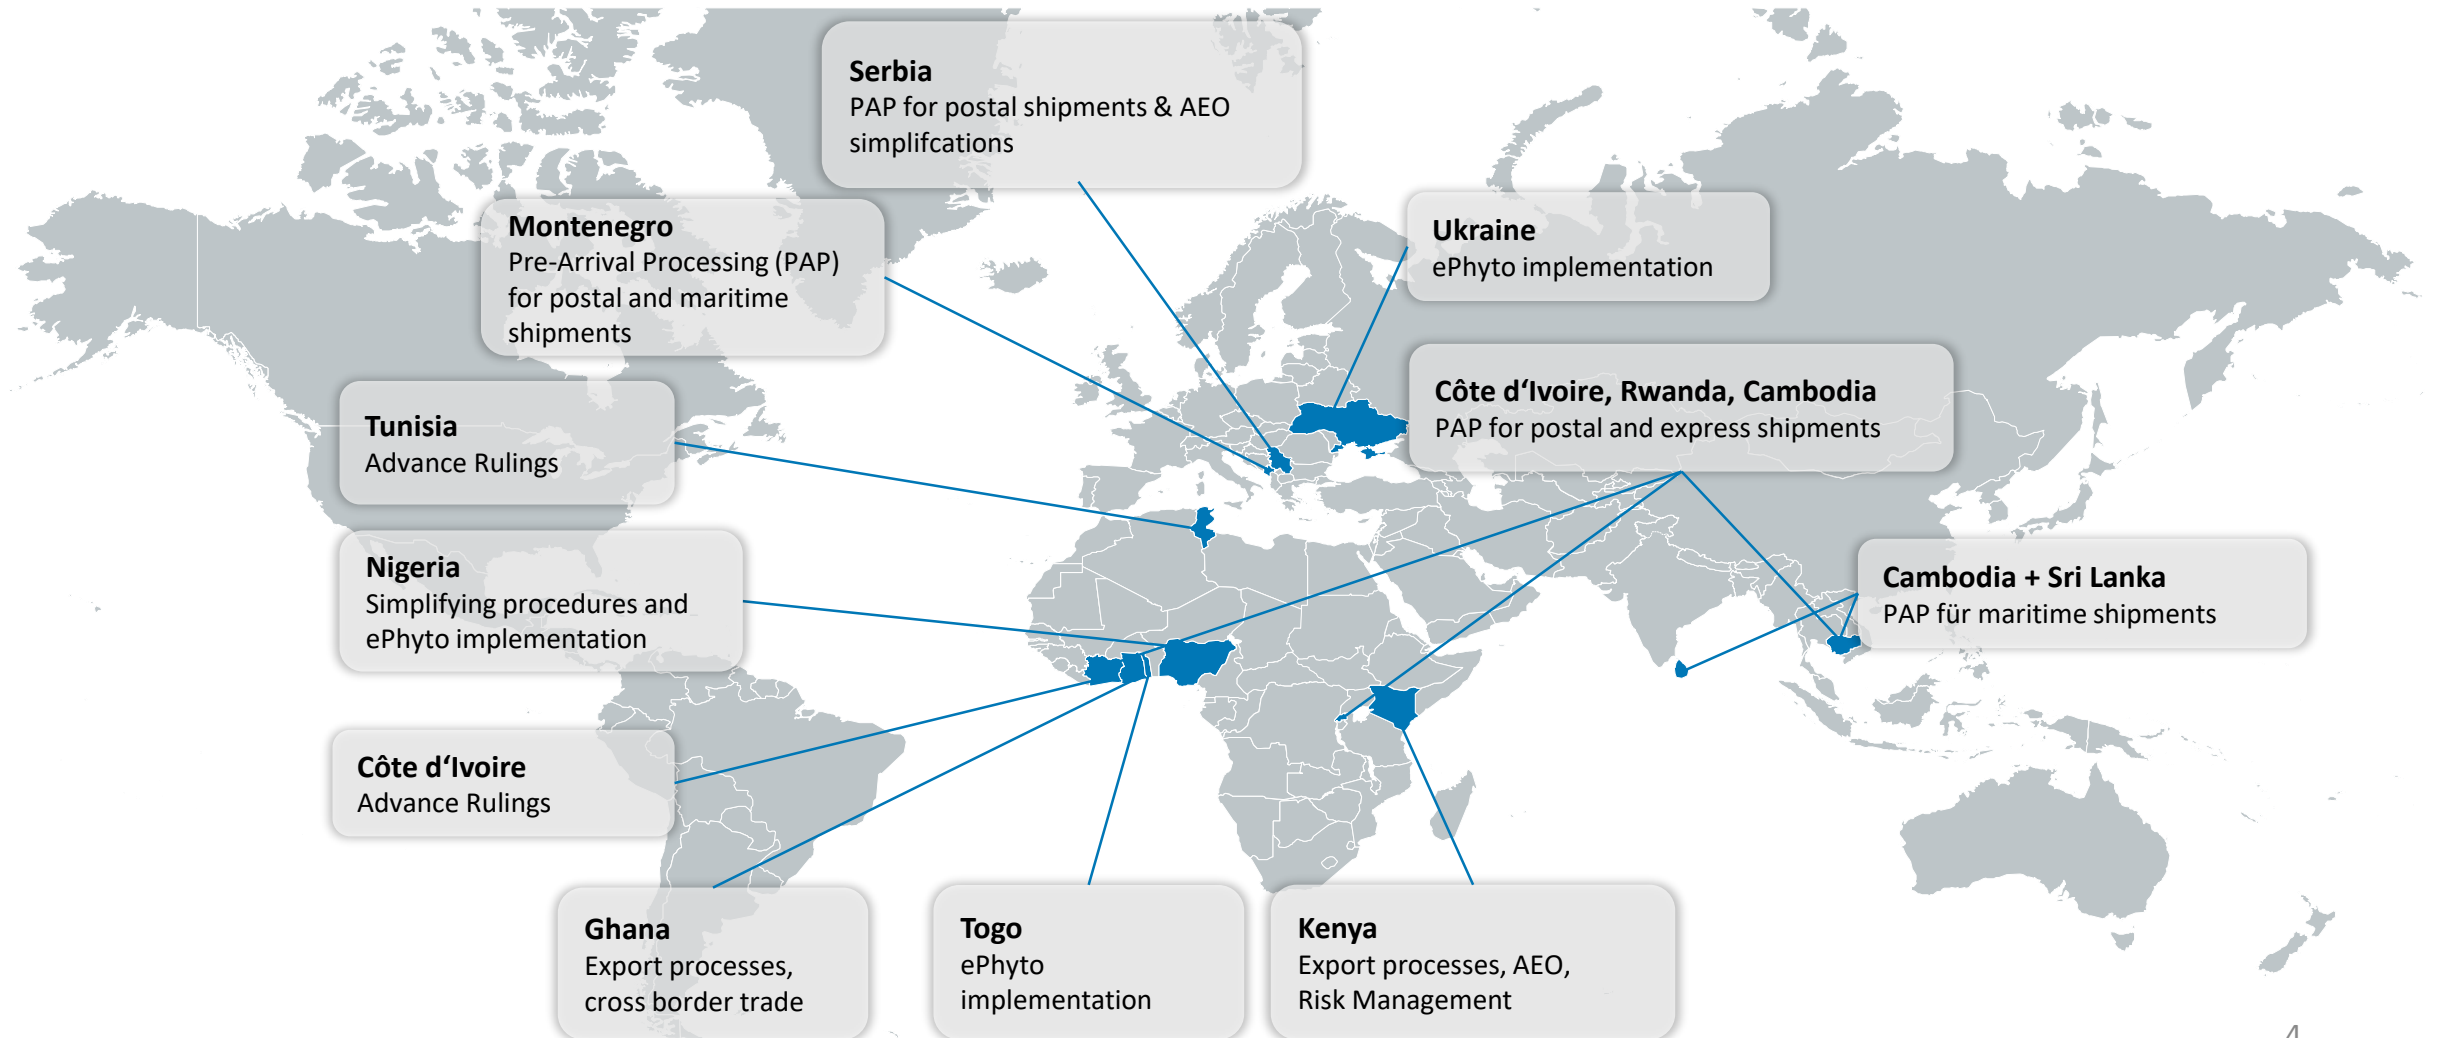 Serbia
PAP for postal shipments & AEO
simplifcations
Montenegro
Pre-Arrival Processing (PAP)
for postal and maritime
shipments
Ukraine
ePhyto implementation
Côte d‘Ivoire, Rwanda, Cambodia
PAP for postal and express shipments
Tunisia
Advance Rulings
Nigeria
Simplifying procedures and
ePhyto implementation
Cambodia + Sri Lanka
PAP für maritime shipments
Côte d‘Ivoire
Advance Rulings
Ghana
Export processes,
cross border trade
Togo
ePhyto
implementation
Kenya
Export processes, AEO,
Risk Management
4